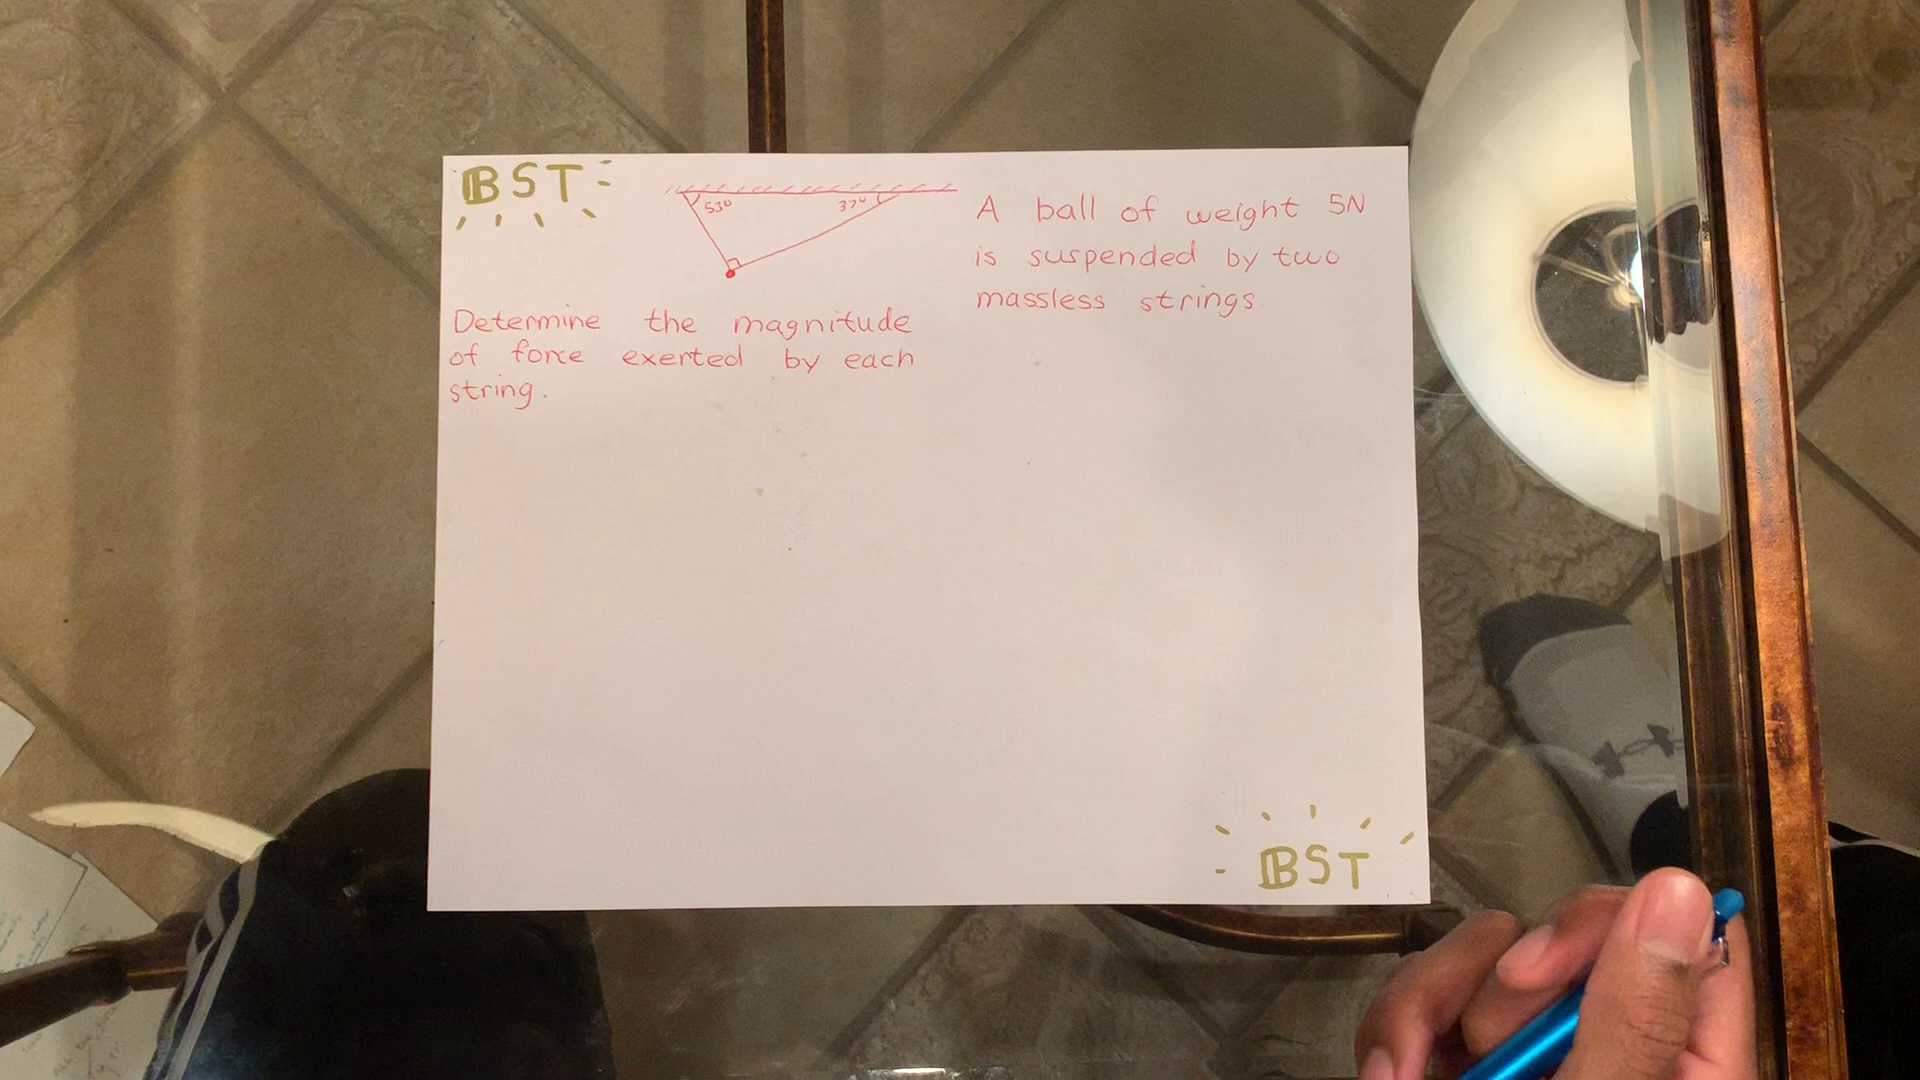 BST
53° 37°
A ball of weight 5N
is suspended by two
massless strings
Determine the magnitude
of force exerted by each
string.
BST